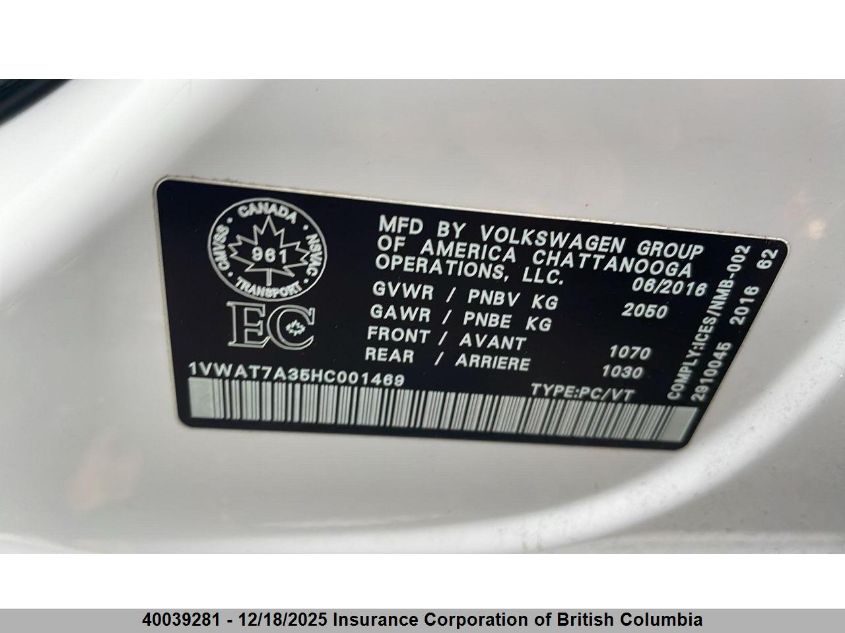 CANADA
CMVSS
NSVAC
961
TRANSPORT
EC
MFD BY VOLKSWAGEN GROUP
OF AMERICA CHATTANOOGA
OPERATIONS, LLC.
06/2016
GVWR / PNBV KG 2050
GAWR / PNBE KG
FRONT / AVANT 1070
REAR / ARRIERE 1030
1VWAT7A35HC001469
TYPE:PC/VT
COMPLY:ICES/NMB-002
2910045 2016 62
40039281 - 12/18/2025 Insurance Corporation of British Columbia